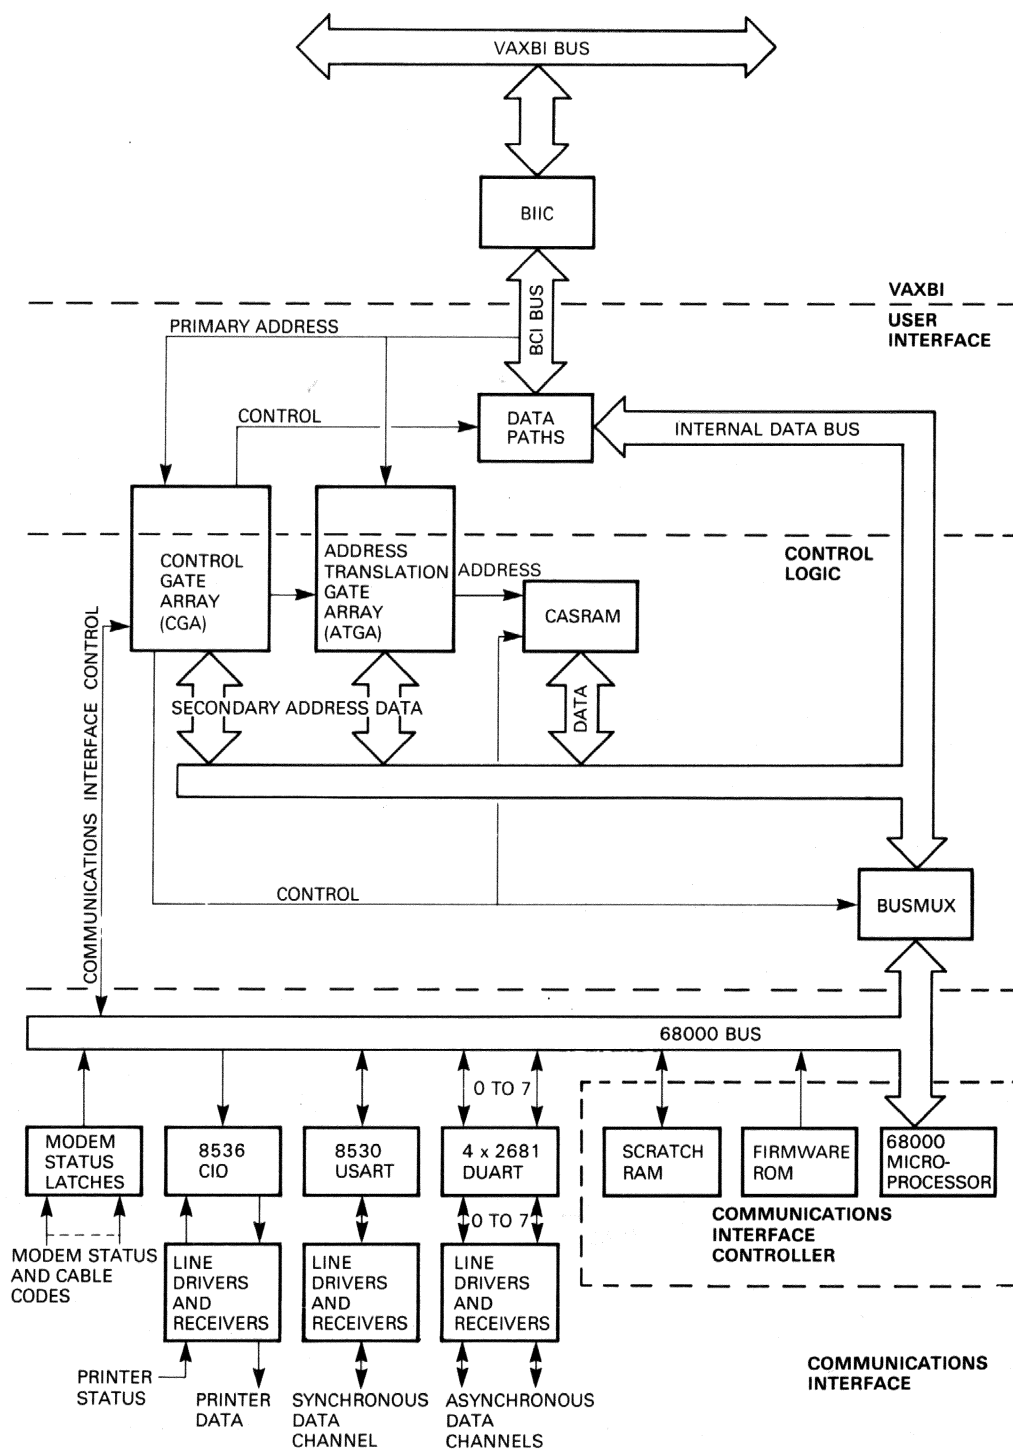 VAXBI BUS
BIIC
BCI BUS
VAXBI
USER
INTERFACE
PRIMARY ADDRESS
CONTROL
DATA
PATHS
INTERNAL DATA BUS
CONTROL
GATE
ARRAY
(CGA)
ADDRESS
TRANSLATION
GATE
ARRAY
(ATGA)
ADDRESS
CASRAM
CONTROL
LOGIC
SECONDARY ADDRESS DATA
DATA
COMMUNICATIONS INTERFACE CONTROL
CONTROL
BUSMUX
68000 BUS
0 TO 7
MODEM
STATUS
LATCHES
8536
CIO
8530
USART
4 x 2681
DUART
SCRATCH
RAM
FIRMWARE
ROM
68000
MICRO-
PROCESSOR
0 TO 7
COMMUNICATIONS
INTERFACE
CONTROLLER
MODEM STATUS
AND CABLE
CODES
LINE
DRIVERS
AND
RECEIVERS
LINE
DRIVERS
AND
RECEIVERS
LINE
DRIVERS
AND
RECEIVERS
PRINTER
STATUS
PRINTER
DATA
SYNCHRONOUS
DATA
CHANNEL
ASYNCHRONOUS
DATA
CHANNELS
COMMUNICATIONS
INTERFACE